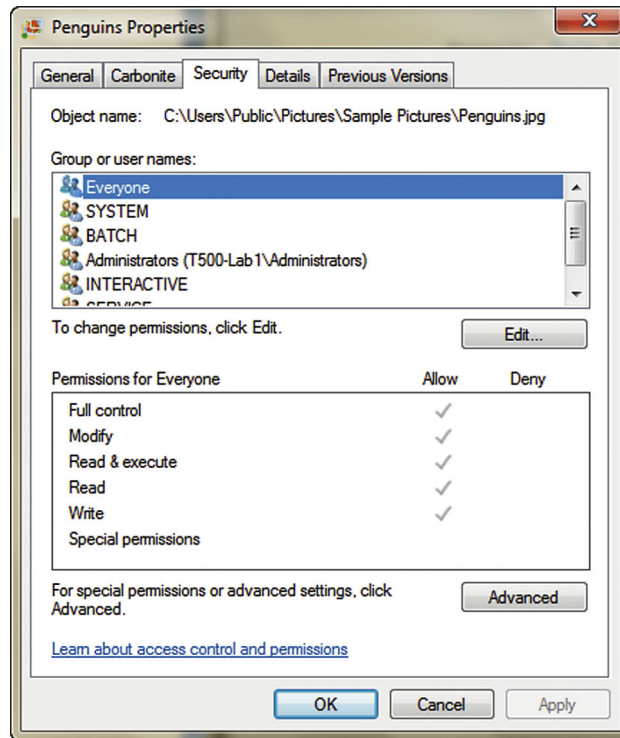 Penguins Properties
General Carbonite Security Details Previous Versions
Object name: C:\Users\Public\Pictures\Sample Pictures\Penguins.jpg
Group or user names:
Everyone
SYSTEM
BATCH
Administrators (T500-Lab1\Administrators)
INTERACTIVE
To change permissions, click Edit.
Edit...
Permissions for Everyone Allow Deny
Full control
Modify
Read & execute
Read
Write
Special permissions
For special permissions or advanced settings, click
Advanced.
Advanced
Learn about access control and permissions
OK Cancel Apply